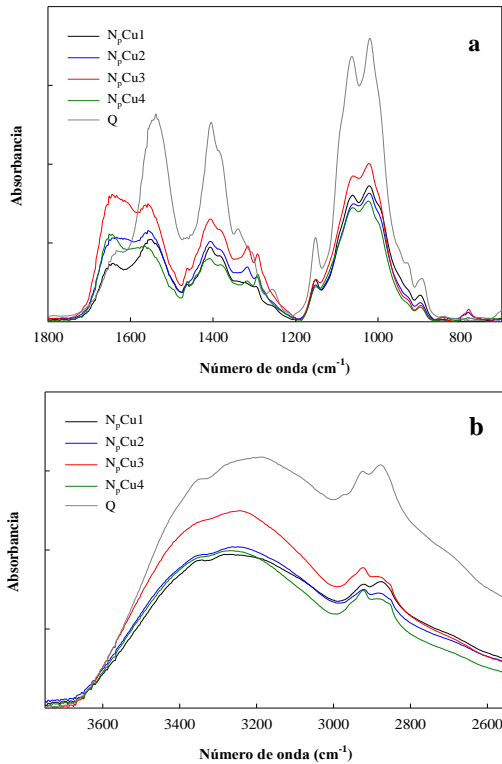 a
NpCu1
NpCu2
NpCu3
NpCu4
Q
Absorbancia
1800 1600 1400 1200 1000 800
Número de onda (cm-1)
b
NpCu1
NpCu2
NpCu3
NpCu4
Q
Absorbancia
3600 3400 3200 3000 2800 2600
Número de onda (cm-1)